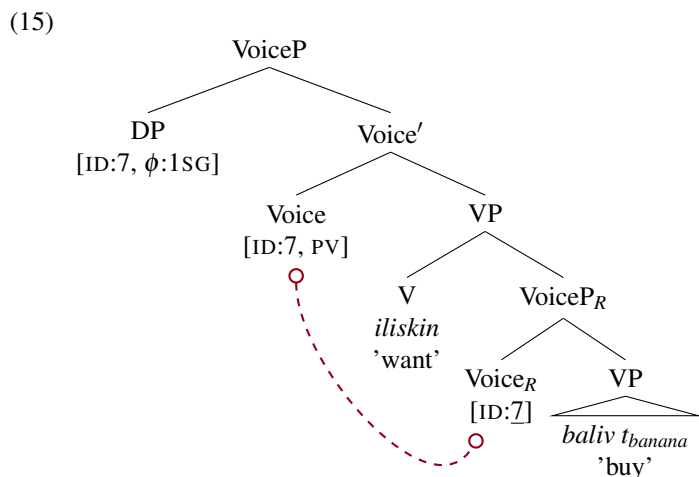 (15)
VoiceP
DP Voice′
[ID:7, ϕ:1SG]
Voice VP
[ID:7, PV]
V VoiceP_R
iliskin
'want'
Voice_R VP
[ID:7]
baliv t_banana
'buy'